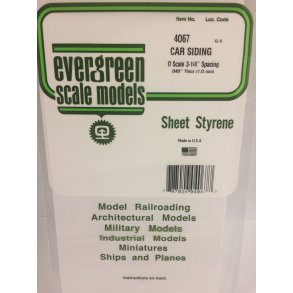 Item No. Loc. Code
4067 G-5
CAR SIDING
O Scale 3-1/4" Spacing
.040" Thick (1.0 mm)
evergreen
scale models
Sheet Styrene
Made in U S A
Model Railroading
Architectural Models
Military Models
Industrial Models
Miniatures
Ships and Planes
Instructions on back